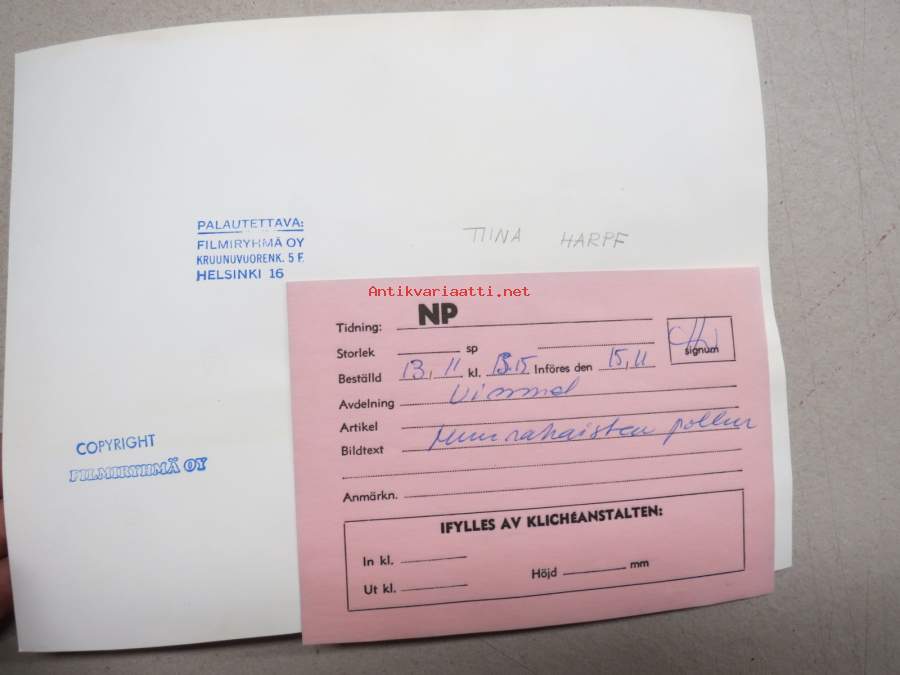 PALAUTETTAVA:
FILMIRYHMÄ OY
KRUUNUVUORENK. 5 F.
HELSINKI 16
TIINA HARPF
Antikvariaatti.net
COPYRIGHT
FILMIRYHMÄ OY
Tidning: NP
Storlek sp
signum
Beställd 13, 11 kl. 13.15 Införes den 15, 11
Avdelning
Artikel
Bildtext Muurahaisten
Anmärkn.
IFYLLES AV KLICHÉANSTALTEN:
In kl.
Ut kl. Höjd mm